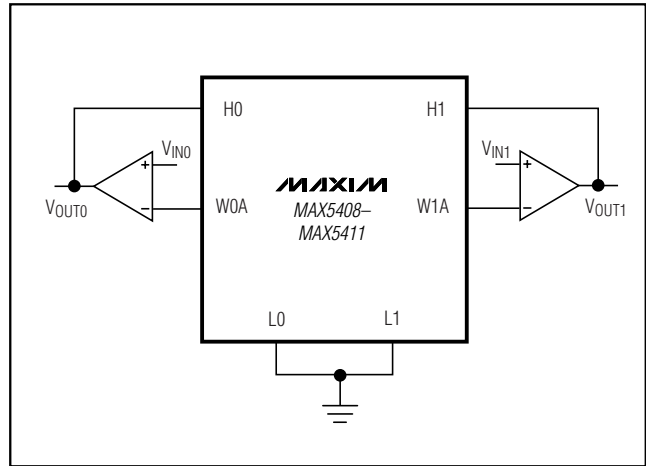 H0 H1
VIN0 VIN1
+ +
MAXIM
VOUT0 − W0A MAX5408– W1A − VOUT1
MAX5411
L0 L1